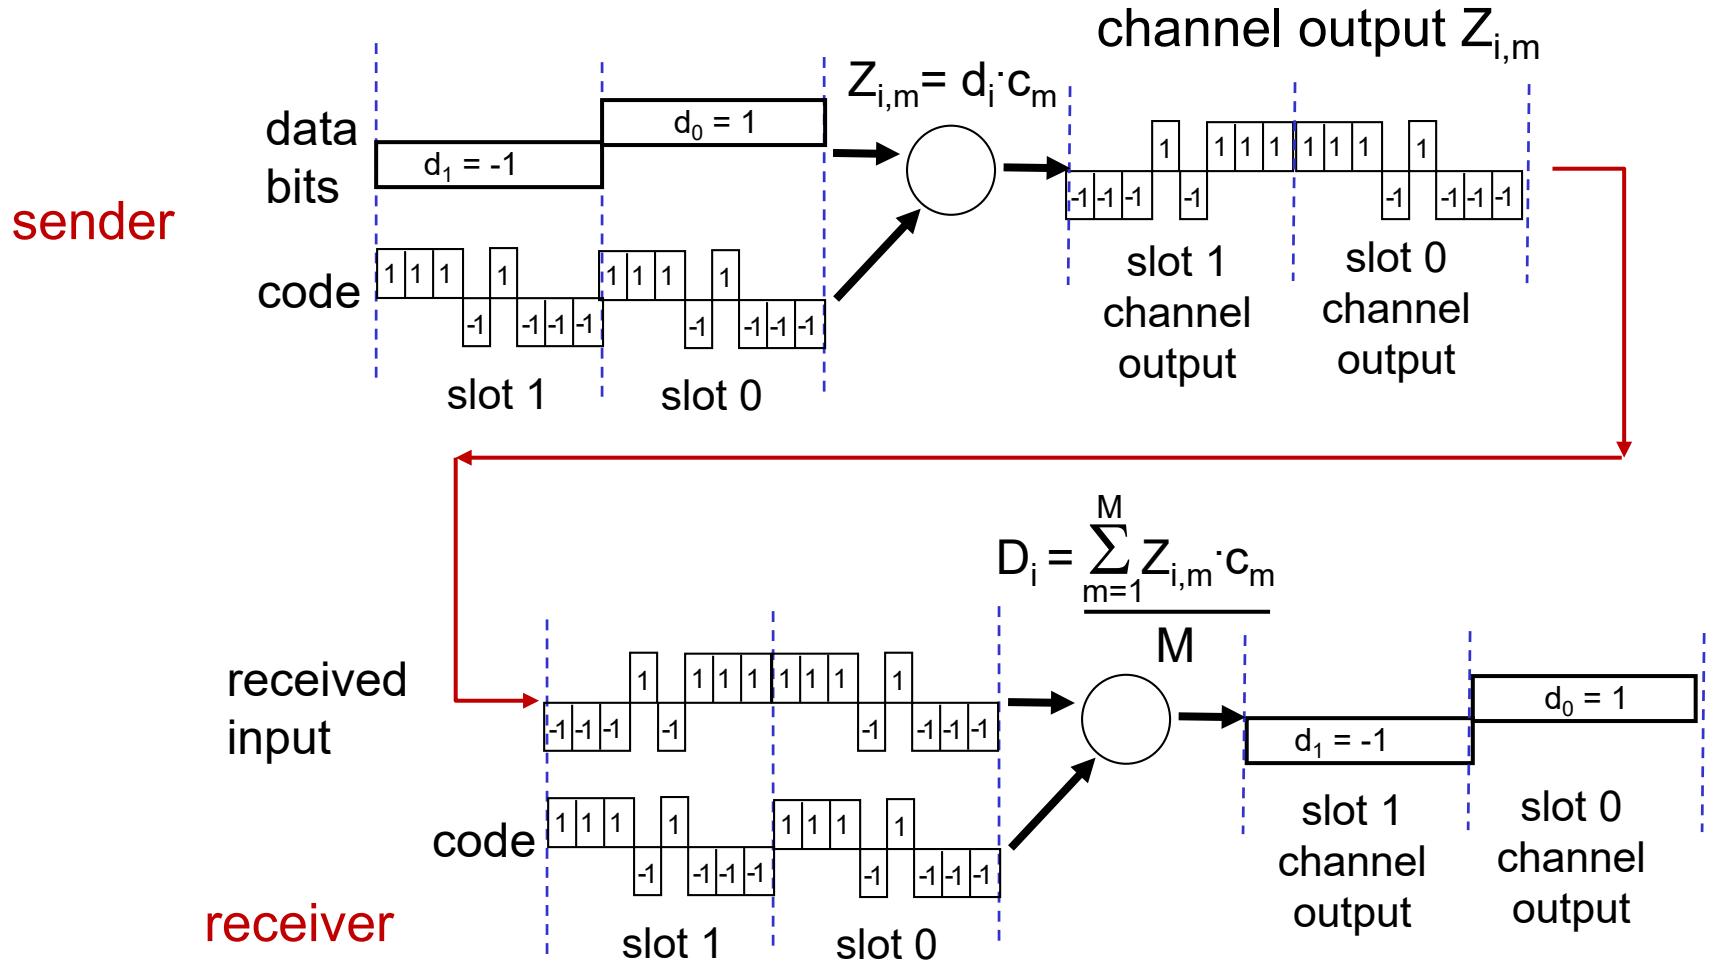 channel output Z_i,m
Z_i,m = d_i·c_m
data bits
d_0 = 1
d_1 = -1
sender
code
1 1 1 -1 1 -1 -1 -1
1 1 1 -1 1 -1 -1 -1
slot 1
slot 0
-1 -1 -1 1 -1 1 1 1
1 1 1 -1 1 -1 -1 -1
slot 1
channel
output
slot 0
channel
output
D_i = Σ_{m=1}^{M} Z_i,m·c_m
M
received
input
-1 -1 -1 1 -1 1 1 1
1 1 1 -1 1 -1 -1 -1
code
1 1 1 -1 1 -1 -1 -1
1 1 1 -1 1 -1 -1 -1
receiver
slot 1
slot 0
d_0 = 1
d_1 = -1
slot 1
channel
output
slot 0
channel
output